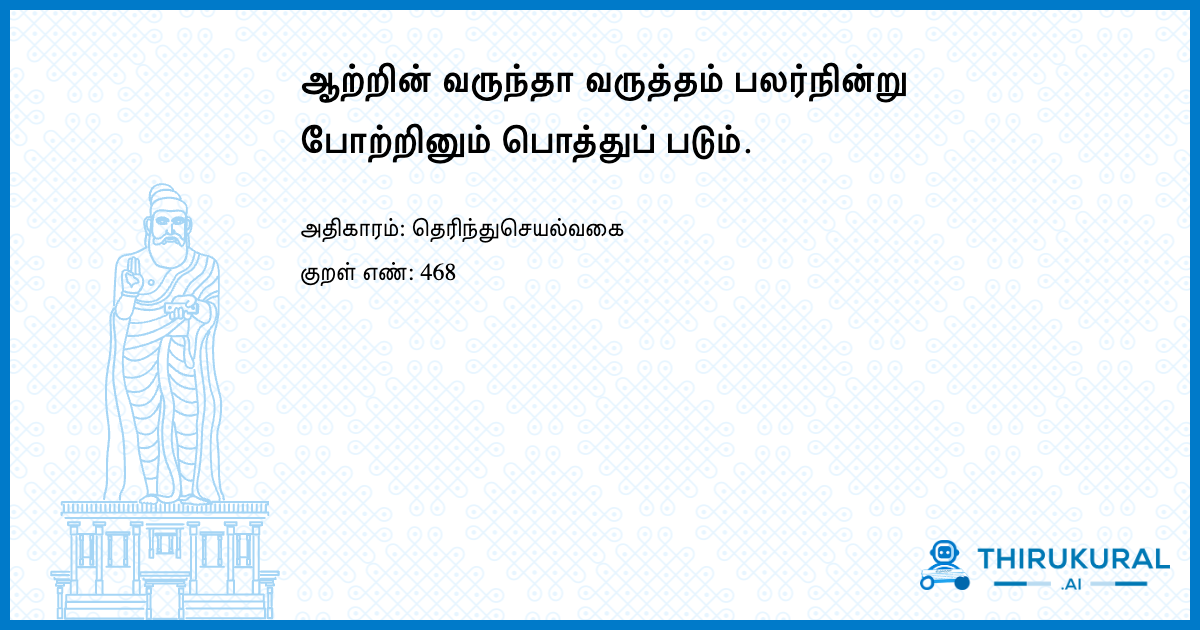 ஆற்றின் வருந்தா வருத்தம் பலர்நின்று
போற்றினும் பொத்துப் படும்.
அதிகாரம்: தெரிந்துசெயல்வகை
குறள் எண்: 468
THIRUKURAL
.AI